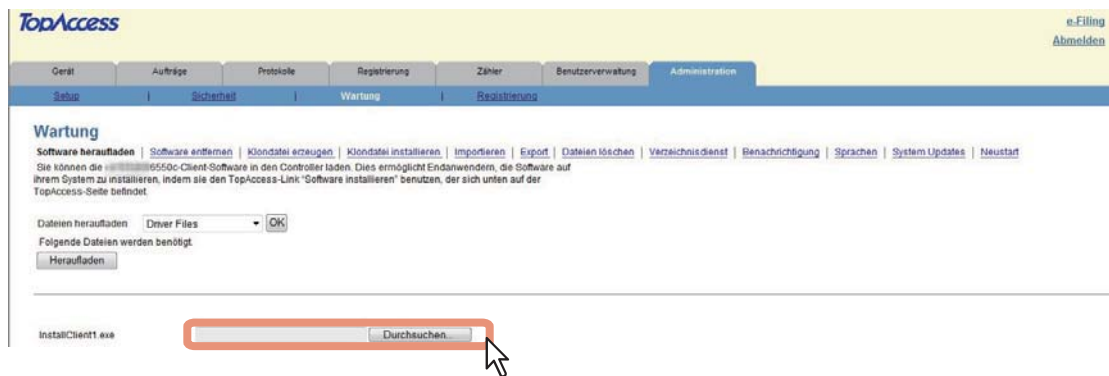 TopAccess
e-Filing
Abmelden
Gerät Aufträge Protokolle Registrierung Zähler Benutzerverwaltung Administration
Setup | Sicherheit | Wartung | Registrierung
Wartung
Software heraufladen | Software entfernen | Klondatei erzeugen | Klondatei installieren | Importieren | Export | Dateien löschen | Verzeichnisdienst | Benachrichtigung | Sprachen | System Updates | Neustart
Sie können die 6550c-Client-Software in den Controller laden. Dies ermöglicht Endanwendern, die Software auf
ihrem System zu installieren, indem sie den TopAccess-Link "Software installieren" benutzen, der sich unten auf der
TopAccess-Seite befindet.
Dateien heraufladen Driver Files OK
Folgende Dateien werden benötigt.
Heraufladen
InstallClient1.exe Durchsuchen...